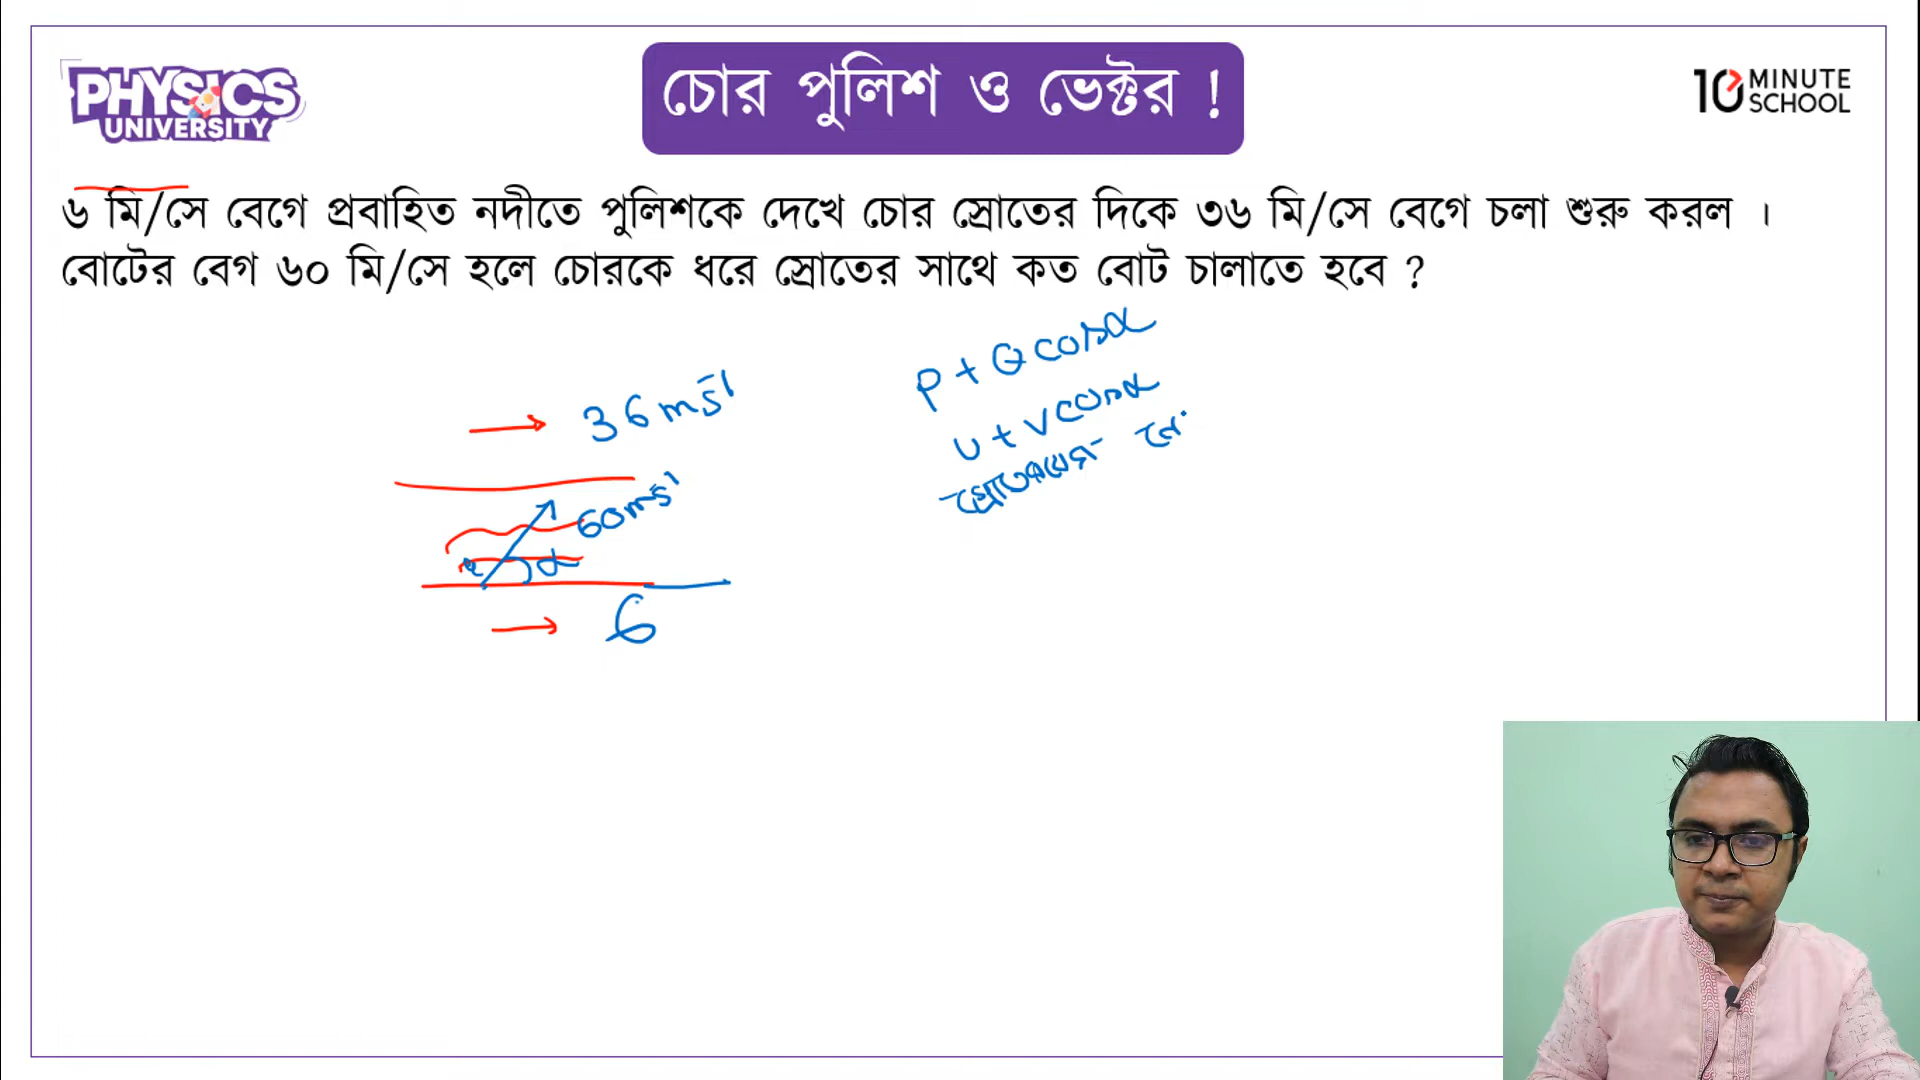 PHYSICS
UNIVERSITY
চোর পুলিশ ও ভেক্টর !
10 MINUTE
SCHOOL
৬ মি/সে বেগে প্রবাহিত নদীতে পুলিশকে দেখে চোর স্রোতের দিকে ৩৬ মি/সে বেগে চলা শুরু করল ।
বোটের বেগ ৬০ মি/সে হলে চোরকে ধরে স্রোতের সাথে কত বোট চালাতে হবে ?
P + Q cosα
36 ms⁻¹
u + v cosα
স্রোতের বেগ
60 ms⁻¹
α
6